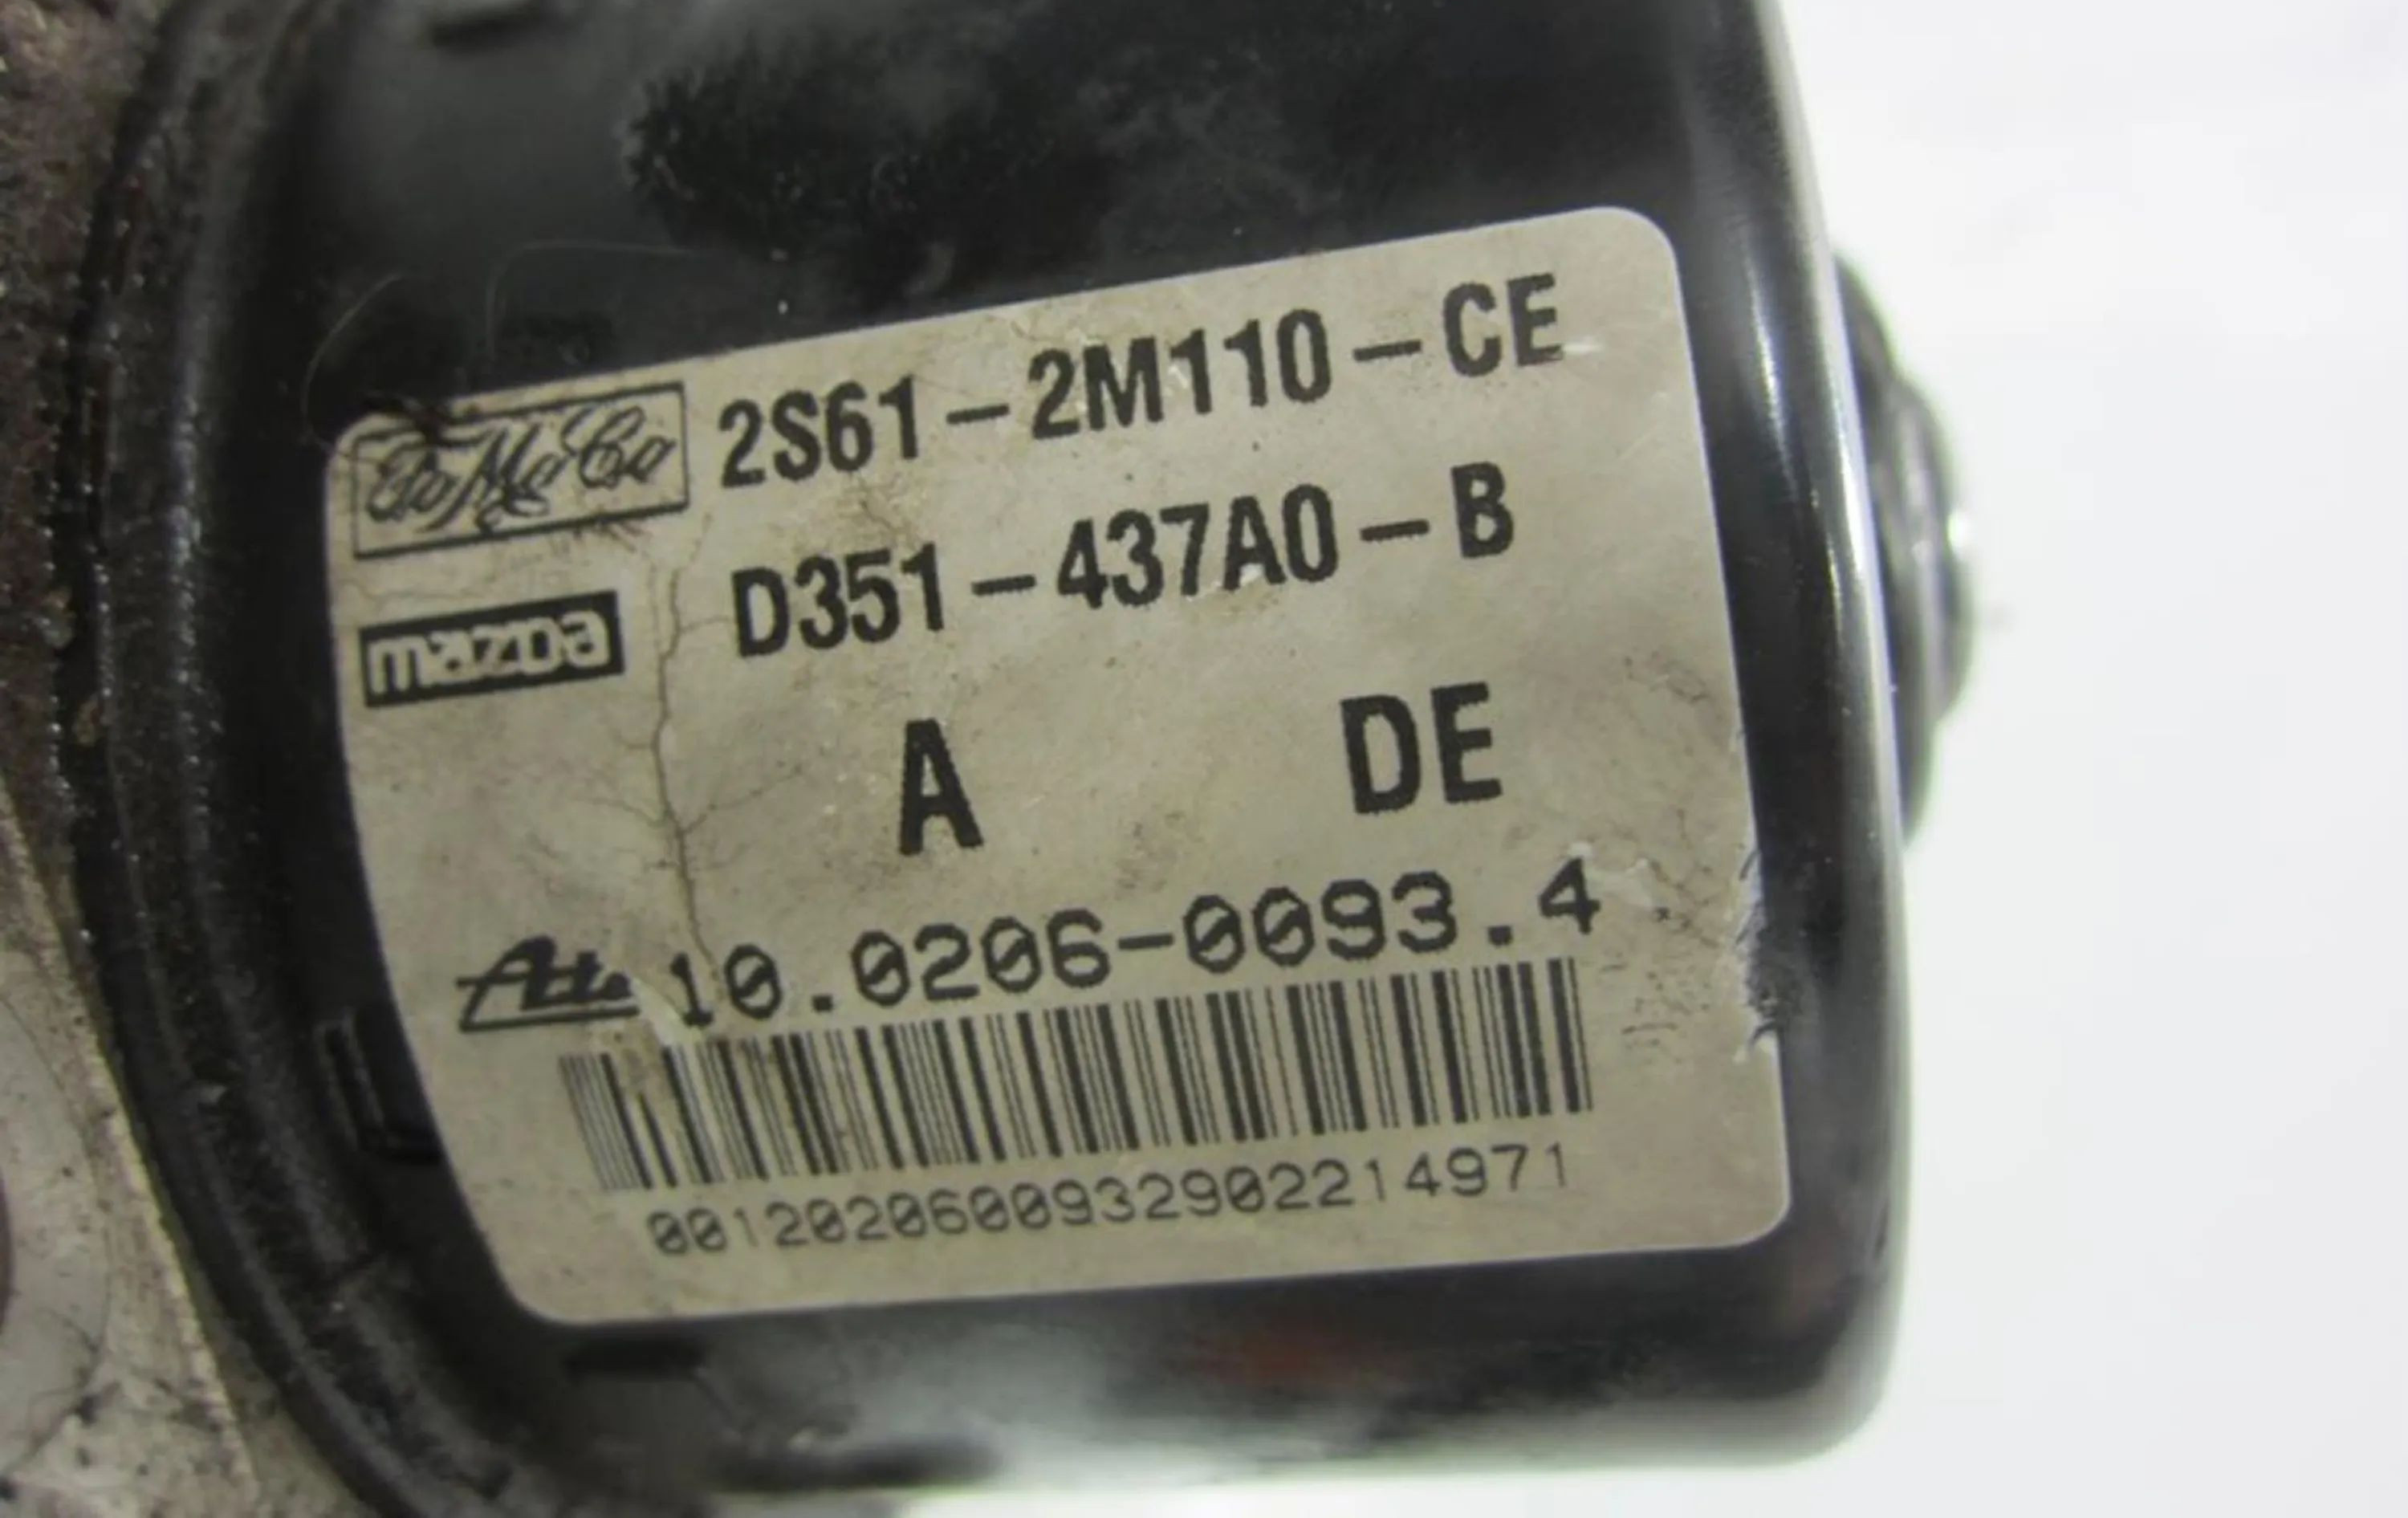 FoMoCo 2S61-2M110-CE
mazda D351-437A0-B
A DE
Ate 10.0206-0093.4
0012020600932902214971